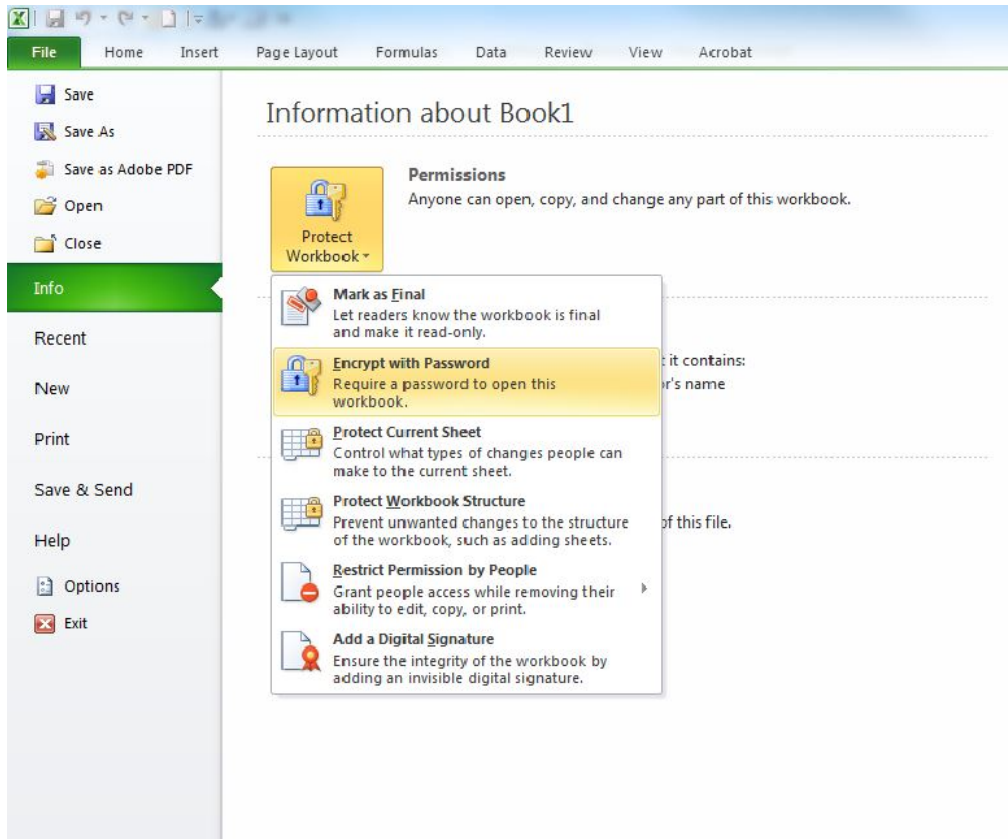 File Home Insert Page Layout Formulas Data Review View Acrobat
Save
Save As
Save as Adobe PDF
Open
Close
Info
Recent
New
Print
Save & Send
Help
Options
Exit
Information about Book1
Protect
Workbook
Permissions
Anyone can open, copy, and change any part of this workbook.
Mark as Final
Let readers know the workbook is final
and make it read-only.
Encrypt with Password
Require a password to open this
workbook.
Protect Current Sheet
Control what types of changes people can
make to the current sheet.
Protect Workbook Structure
Prevent unwanted changes to the structure
of the workbook, such as adding sheets.
Restrict Permission by People
Grant people access while removing their
ability to edit, copy, or print.
Add a Digital Signature
Ensure the integrity of the workbook by
adding an invisible digital signature.
it contains:
name
of this file.